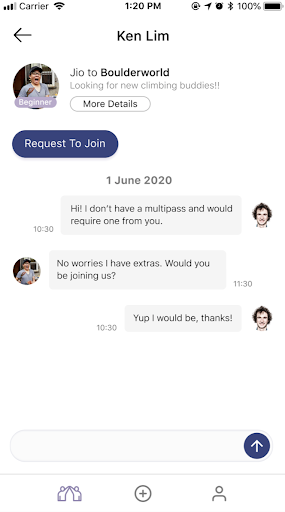 Carrier 1:20 PM 100%
Ken Lim
Jio to Boulderworld
Looking for new climbing buddies!!
Beginner
More Details
Request To Join
1 June 2020
Hi! I don't have a multipass and would
require one from you.
10:30
No worries I have extras. Would you
be joining us?
11:30
Yup I would be, thanks!
10:30